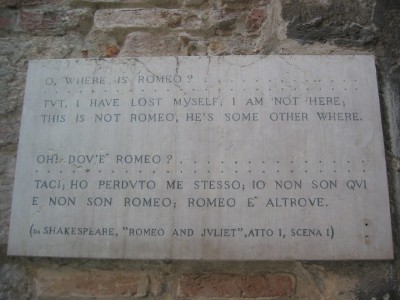 O, WHERE IS ROMEO? . . . . . . . . . . . . . . .
TVT, I HAVE LOST MYSELF; I AM NOT HERE;
THIS IS NOT ROMEO, HE'S SOME OTHER WHERE.
OH! DOV'E' ROMEO? . . . . . . . . . . . . . . .
TACI; HO PERDVTO ME STESSO; IO NON SON QVI
E NON SON ROMEO; ROMEO E' ALTROVE.
(DA SHAKESPEARE, "ROMEO AND JVLIET", ATTO I, SCENA I)